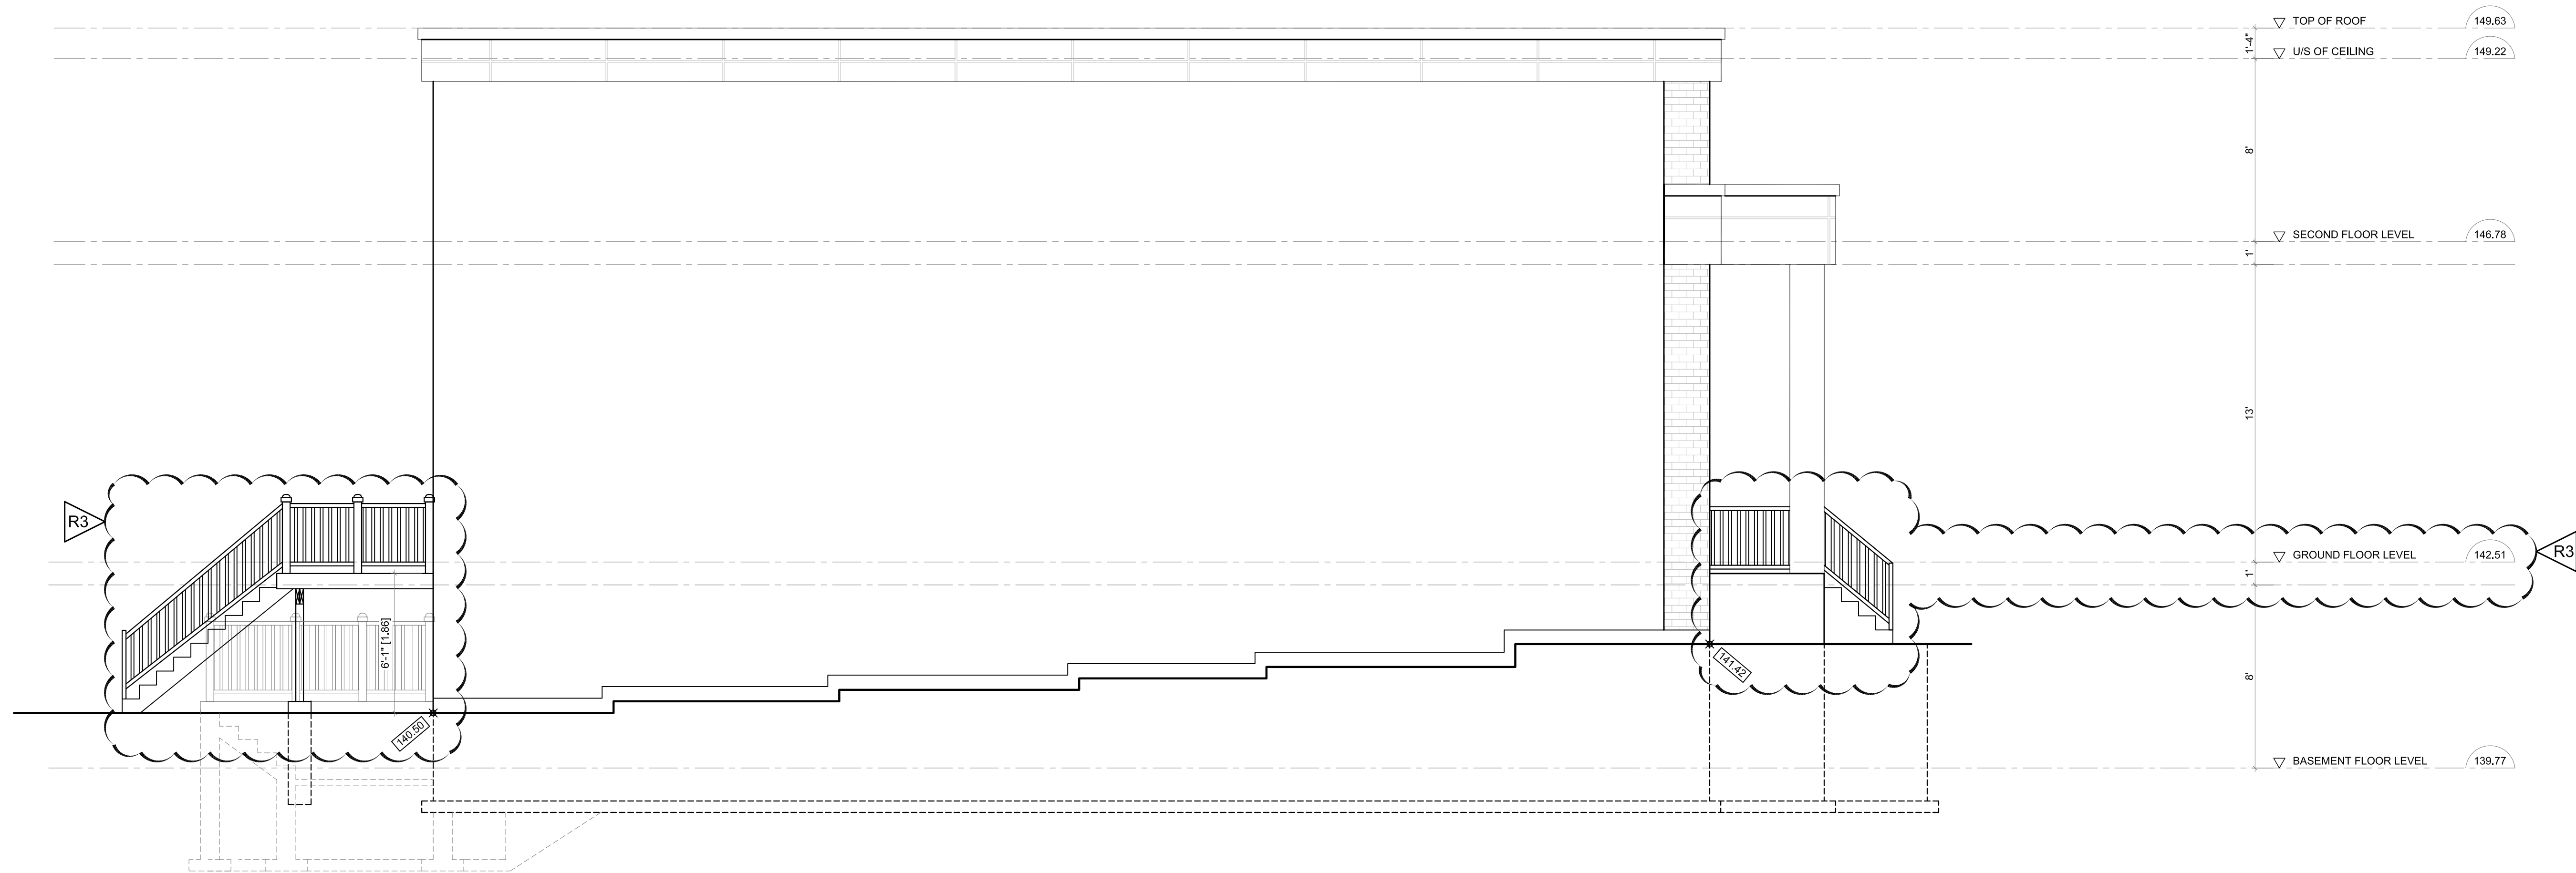 TOP OF ROOF 149.63
1'-4"
U/S OF CEILING 149.22
8'
SECOND FLOOR LEVEL 146.78
1'
13'
R3
R3
GROUND FLOOR LEVEL 142.51
1'
6'-1" [1.86]
141.42
8'
140.50
BASEMENT FLOOR LEVEL 139.77